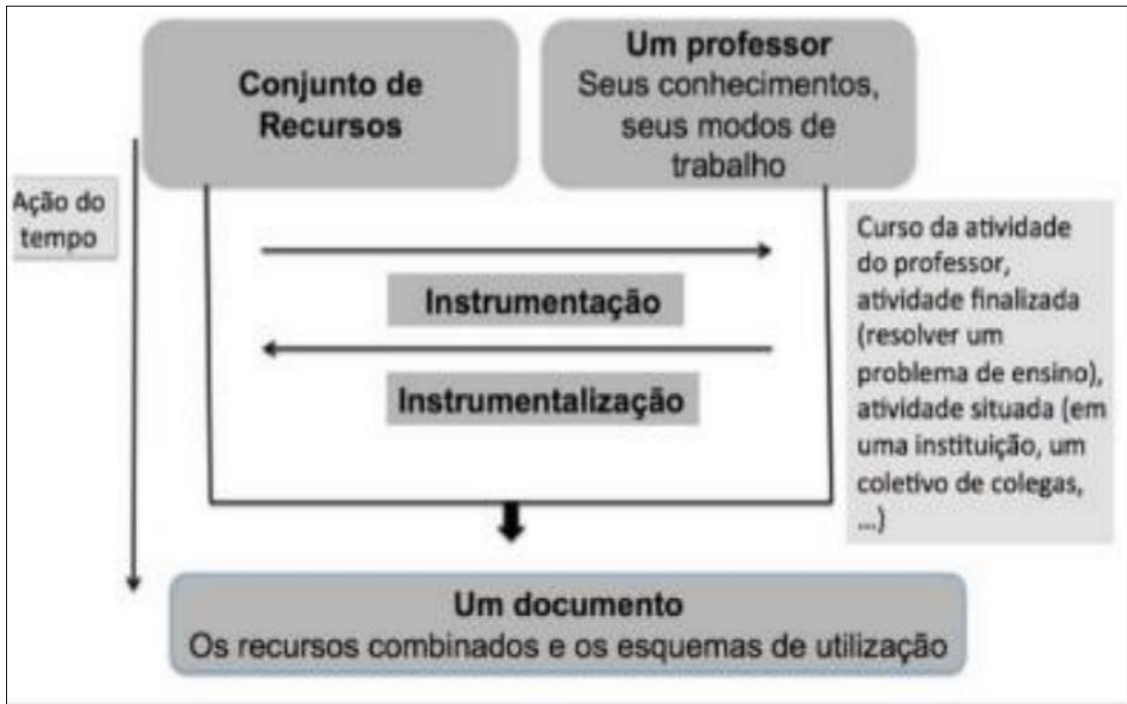 Conjunto de
Recursos
Um professor
Seus conhecimentos,
seus modos de
trabalho
Ação do
tempo
Instrumentação
Instrumentalização
Curso da atividade
do professor,
atividade finalizada
(resolver um
problema de ensino),
atividade situada (em
uma instituição, um
coletivo de colegas,
...)
Um documento
Os recursos combinados e os esquemas de utilização